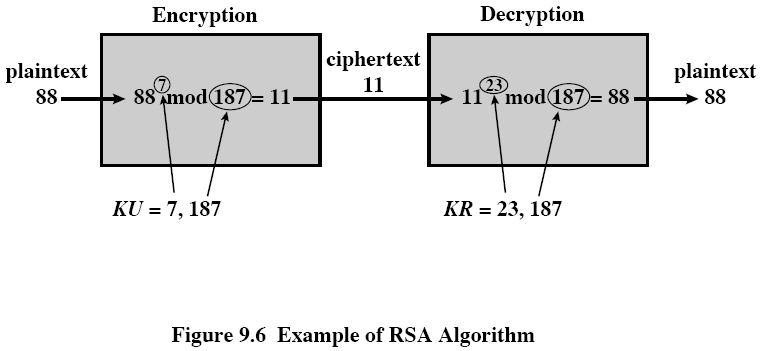 Encryption
Decryption
plaintext
88
88^7 mod 187 = 11
ciphertext
11
11^23 mod 187 = 88
plaintext
88
KU = 7, 187
KR = 23, 187
Figure 9.6 Example of RSA Algorithm